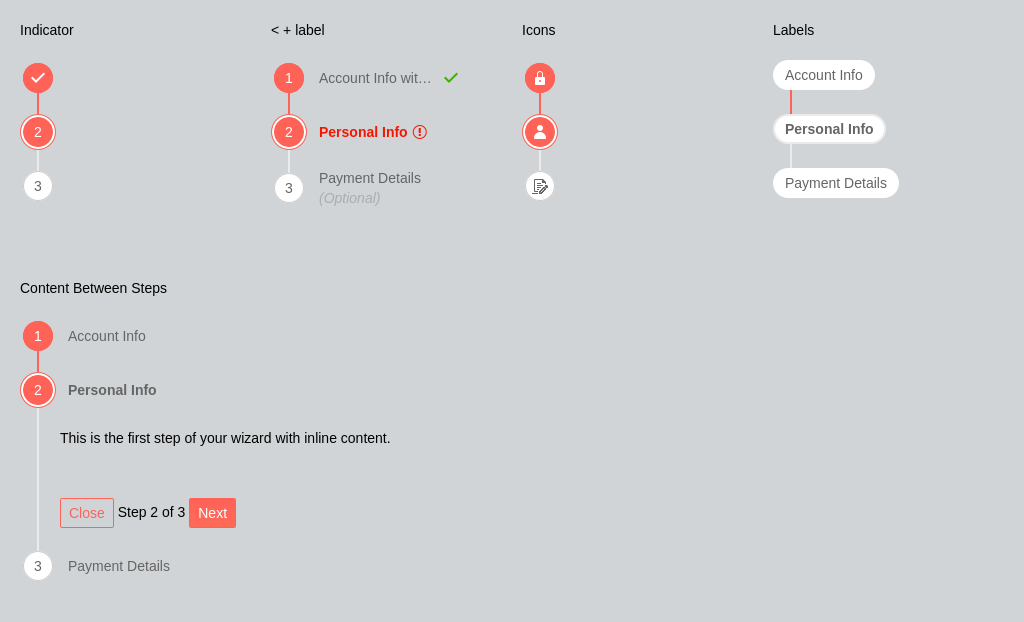 Indicator
2
3
< + label
1 Account Info wit...
2 Personal Info
3 Payment Details
(Optional)
Icons
Labels
Account Info
Personal Info
Payment Details
Content Between Steps
1 Account Info
2 Personal Info
This is the first step of your wizard with inline content.
Close Step 2 of 3 Next
3 Payment Details